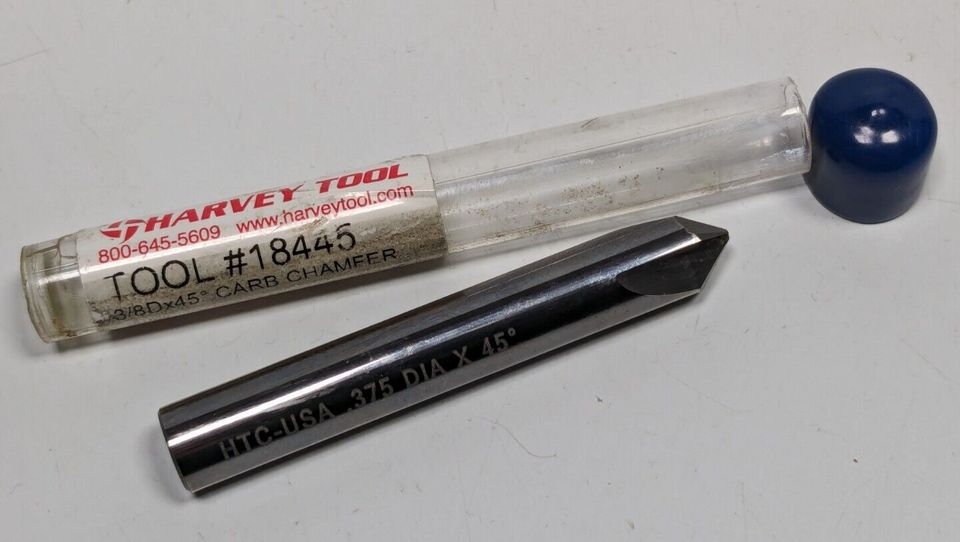 HARVEY TOOL
800-645-5609 www.harveytool.com
TOOL #18445
3/8Dx45° CARB CHAMFER
HTC-USA .375 DIA X 45°